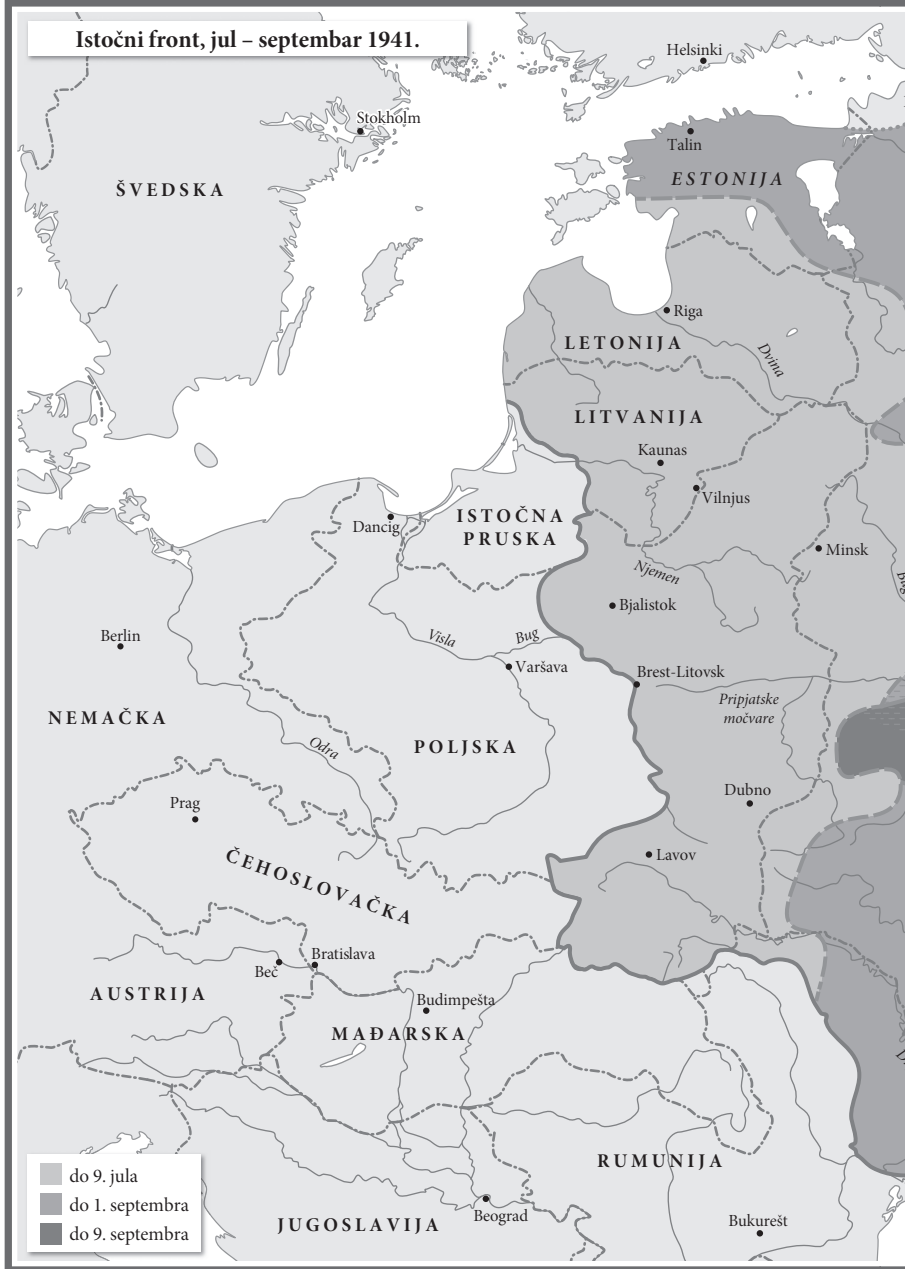 Istočni front, jul – septembar 1941.
Helsinki
Stokholm
Talin
ŠVEDSKA
ESTONIJA
Riga
LETONIJA
Dvina
LITVANIJA
Kaunas
Vilnjus
Dancig
ISTOČNA
PRUSKA
Minsk
Njemen
Bug
Bjalistok
Berlin
Visla
Bug
Varšava
Brest-Litovsk
Pripjatske
močvare
NEMAČKA
POLJSKA
Odra
Prag
Dubno
Lavov
ČEHOSLOVAČKA
Beč
Bratislava
AUSTRIJA
Budimpešta
MAĐARSKA
RUMUNIJA
do 9. jula
do 1. septembra
do 9. septembra
JUGOSLAVIJA
Beograd
Bukurešt